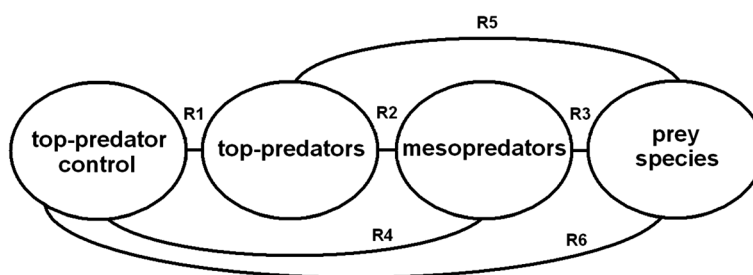 R5
R1
R2
R3
top-predator
control
top-predators
mesopredators
prey
species
R4
R6